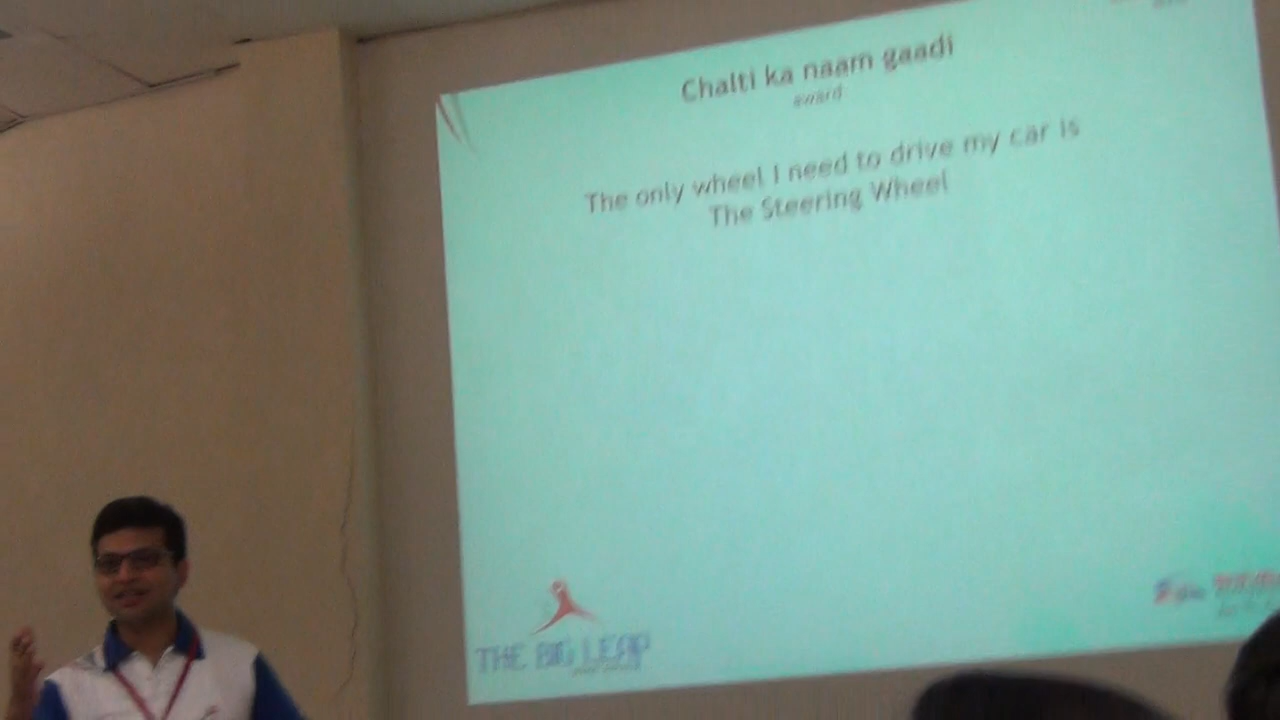 Chalti ka naam gaadi
award
The only wheel I need to drive my car is
The Steering Wheel
THE BIG LEAP